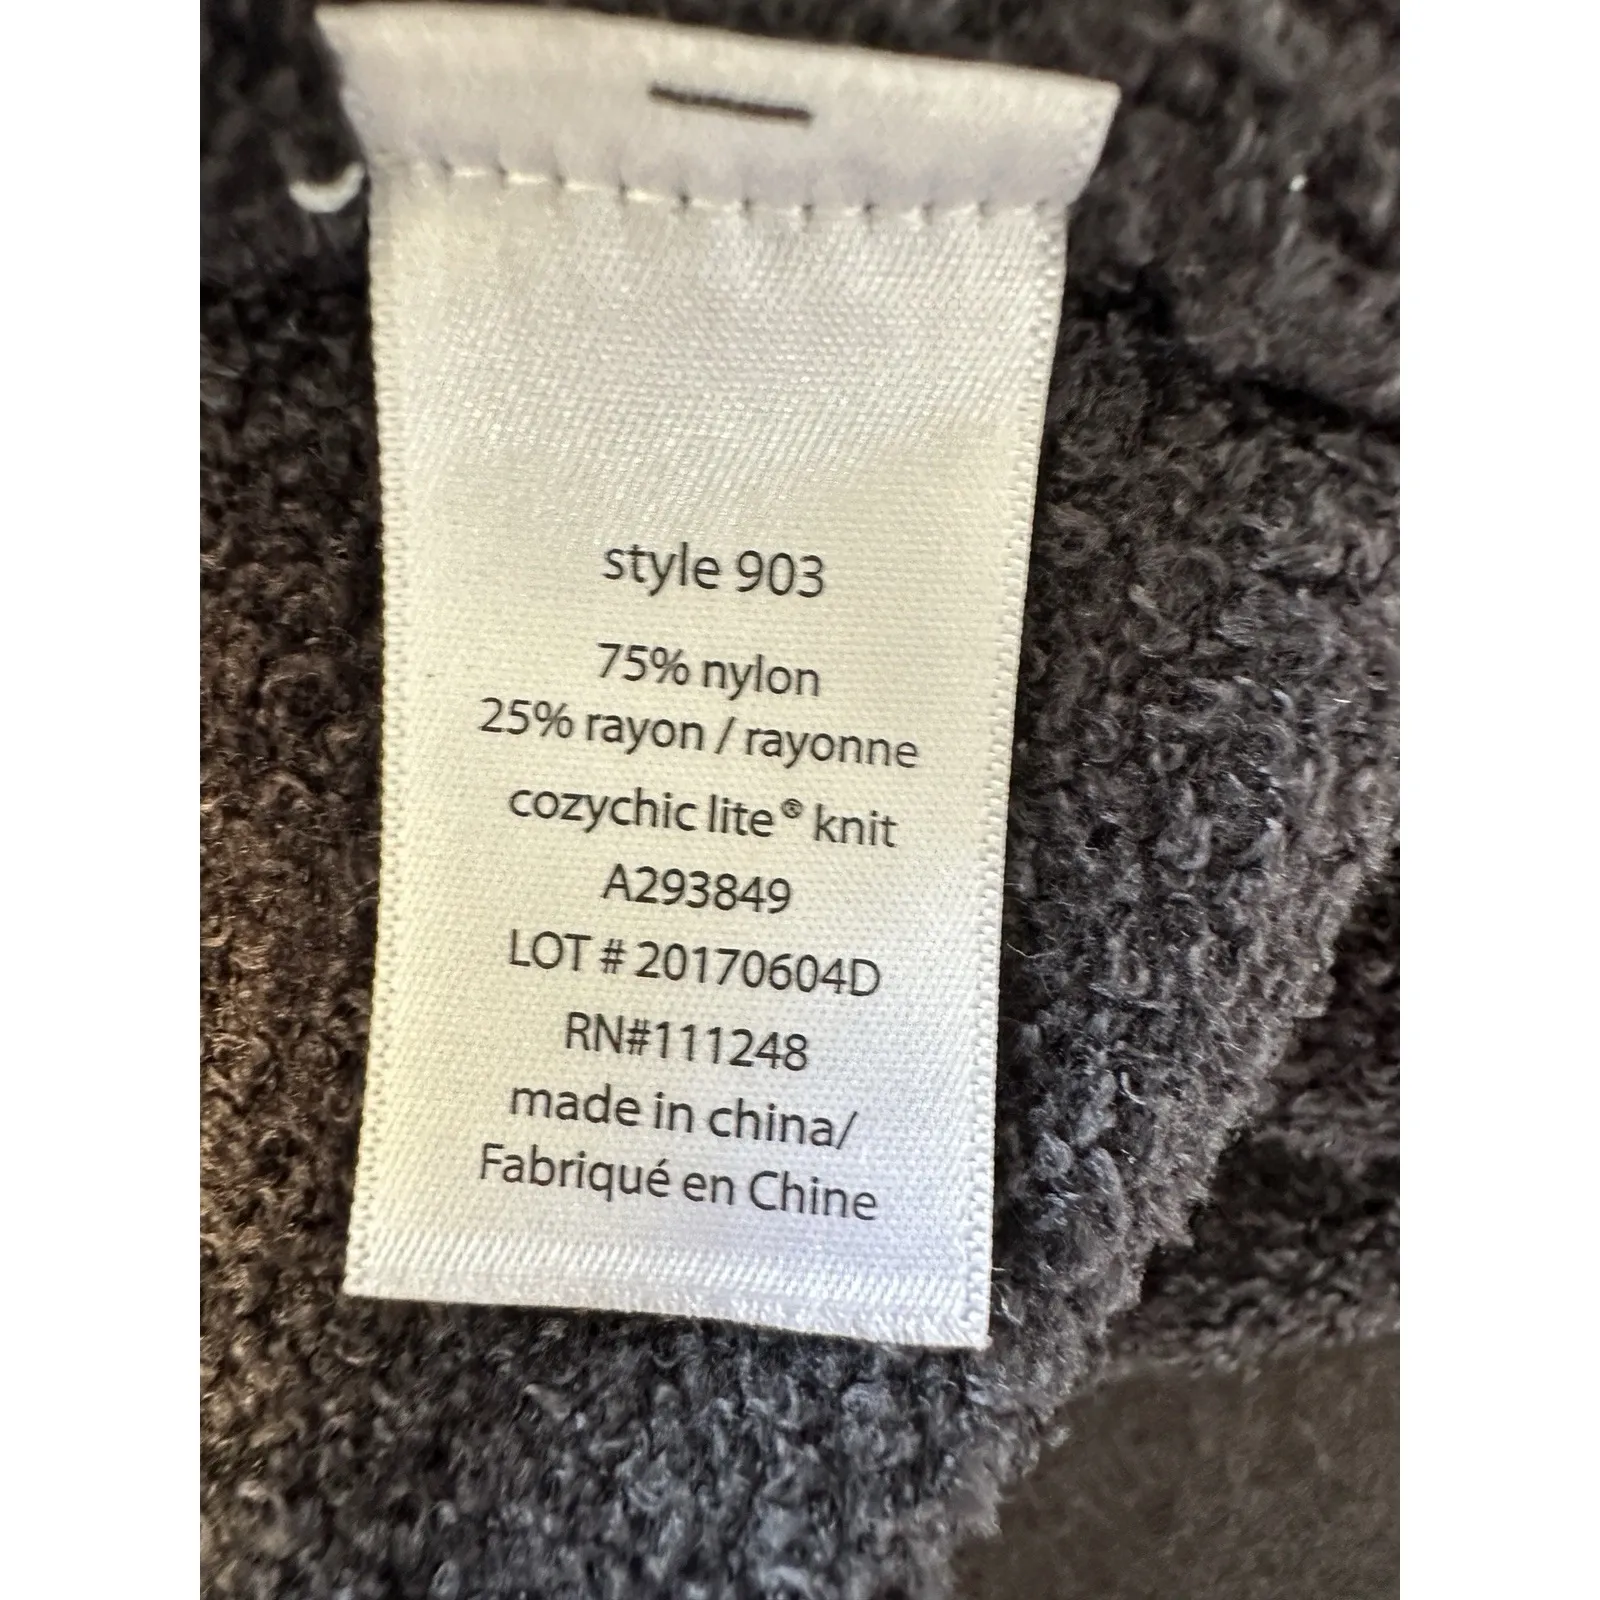 style 903
75% nylon
25% rayon / rayonne
cozychic lite® knit
A293849
LOT # 20170604D
RN#111248
made in china/
Fabriqué en Chine